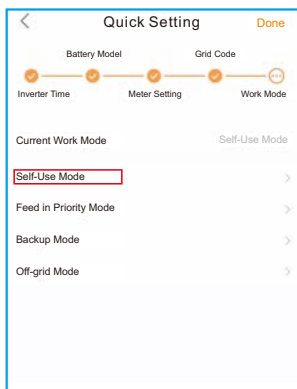 Quick Setting Done
Battery Model Grid Code
Inverter Time Meter Setting Work Mode
Current Work Mode Self-Use Mode
Self-Use Mode
Feed in Priority Mode
Backup Mode
Off-grid Mode